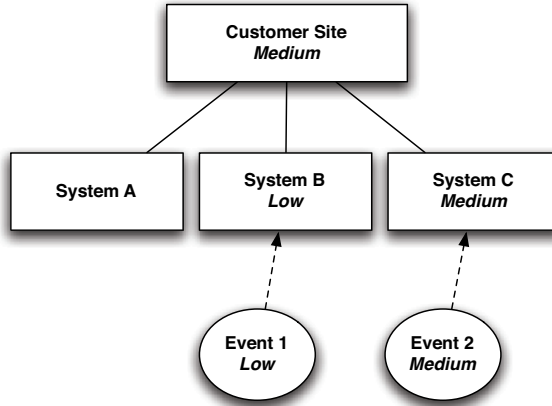 Customer Site
Medium
System A
System B
Low
System C
Medium
Event 1
Low
Event 2
Medium